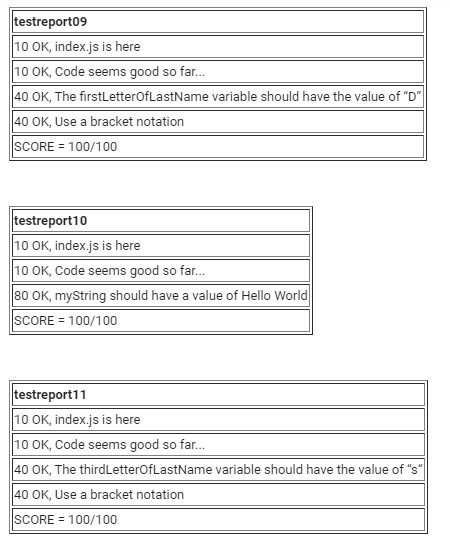 testreport09
10 OK, index.js is here
10 OK, Code seems good so far...
40 OK, The firstLetterOfLastName variable should have the value of “D”
40 OK, Use a bracket notation
SCORE = 100/100
testreport10
10 OK, index.js is here
10 OK, Code seems good so far...
80 OK, myString should have a value of Hello World
SCORE = 100/100
testreport11
10 OK, index.js is here
10 OK, Code seems good so far...
40 OK, The thirdLetterOfLastName variable should have the value of “s“
40 OK, Use a bracket notation
SCORE = 100/100